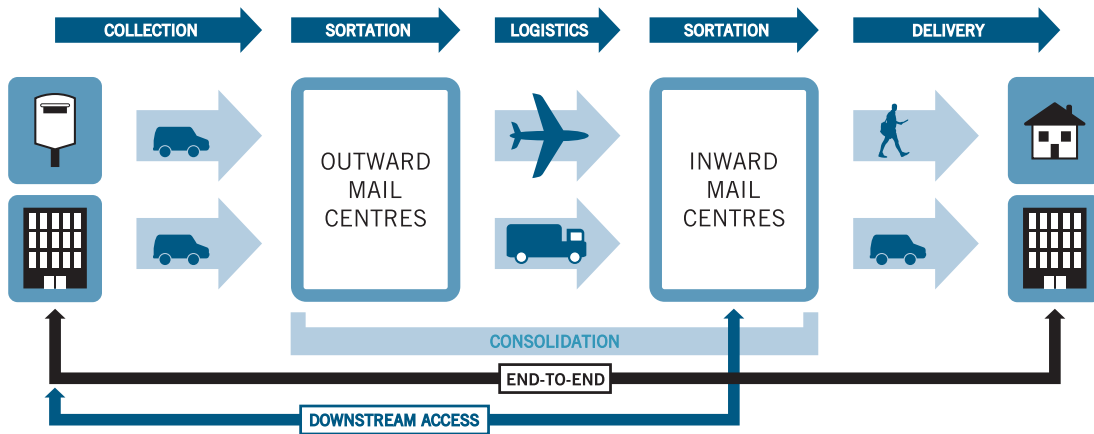 COLLECTION
SORTATION
LOGISTICS
SORTATION
DELIVERY
OUTWARD
MAIL
CENTRES
INWARD
MAIL
CENTRES
CONSOLIDATION
END-TO-END
DOWNSTREAM ACCESS